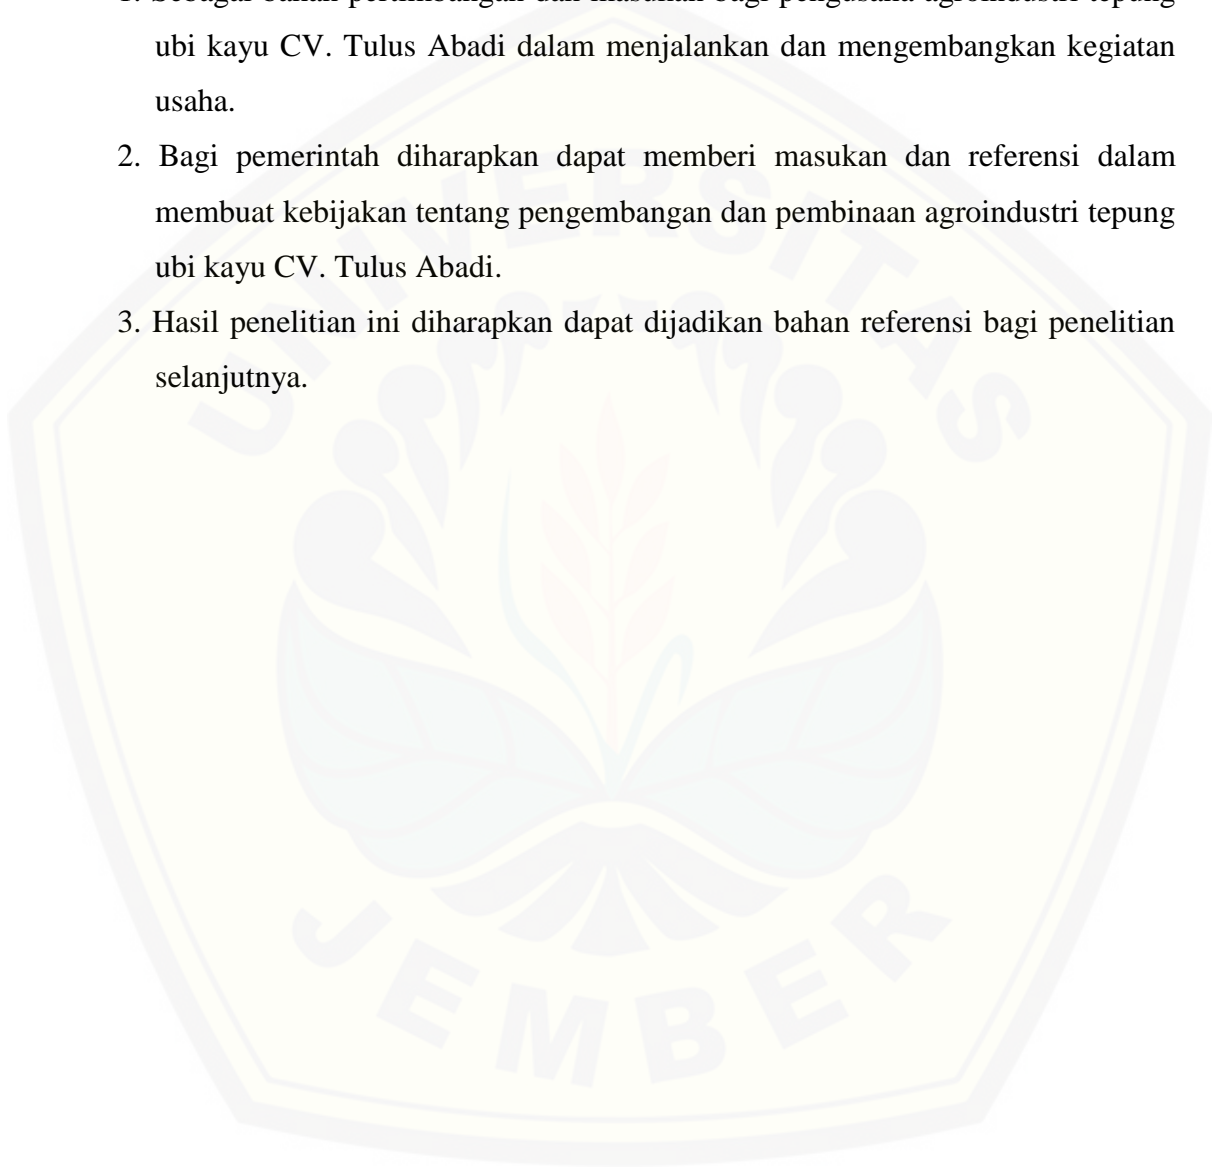 1. Sebagai bahan pertimbangan dan masukan bagi pengusaha agroindustri tepung
ubi kayu CV. Tulus Abadi dalam menjalankan dan mengembangkan kegiatan
usaha.
2. Bagi pemerintah diharapkan dapat memberi masukan dan referensi dalam
membuat kebijakan tentang pengembangan dan pembinaan agroindustri tepung
ubi kayu CV. Tulus Abadi.
3. Hasil penelitian ini diharapkan dapat dijadikan bahan referensi bagi penelitian
selanjutnya.
UNIVERSITAS
JEMBER